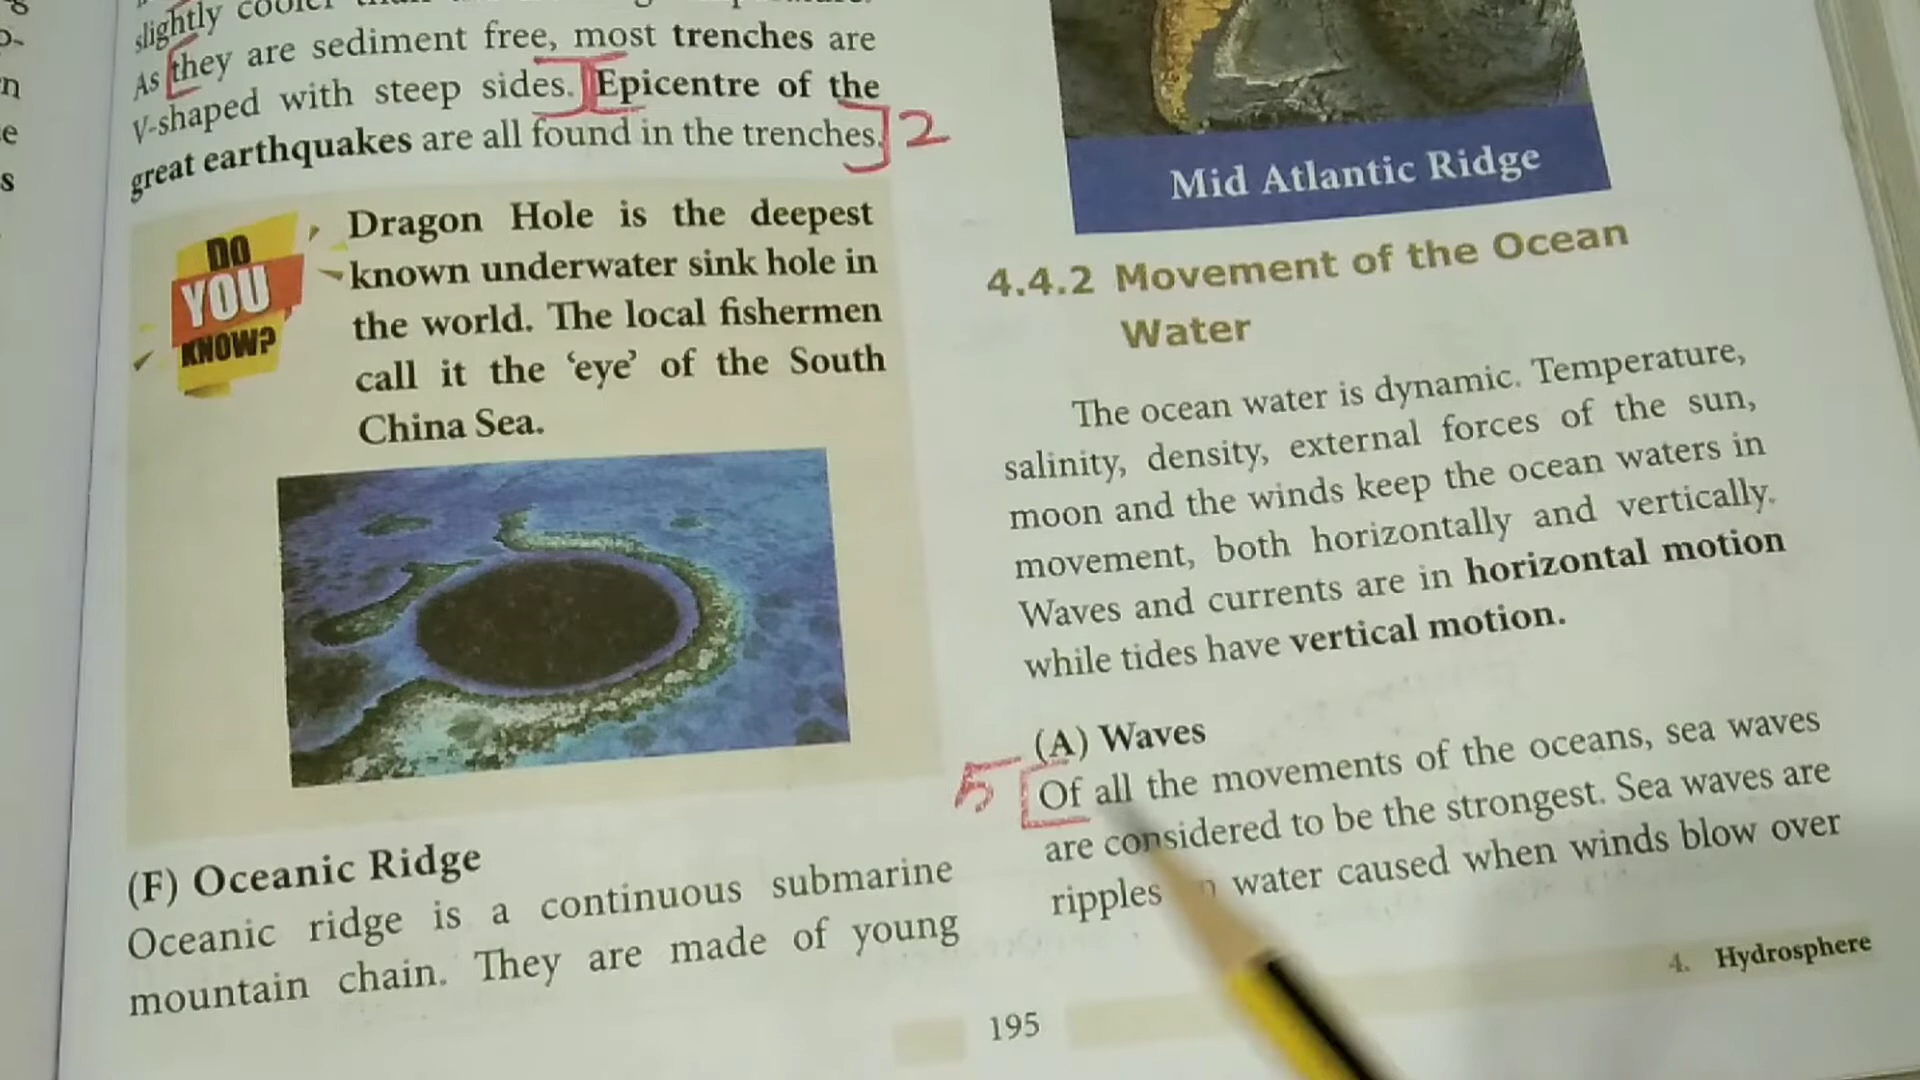 slightly cooler
As they are sediment free, most trenches are
V-shaped with steep sides. Epicentre of the
great earthquakes are all found in the trenches.
2
DO
YOU
KNOW?
Dragon Hole is the deepest
known underwater sink hole in
the world. The local fishermen
call it the ‘eye’ of the South
China Sea.
(F) Oceanic Ridge
Oceanic ridge is a continuous submarine
mountain chain. They are made of young
Mid Atlantic Ridge
4.4.2 Movement of the Ocean
Water
The ocean water is dynamic. Temperature,
salinity, density, external forces of the sun,
moon and the winds keep the ocean waters in
movement, both horizontally and vertically.
Waves and currents are in horizontal motion
while tides have vertical motion.
(A) Waves
5
Of all the movements of the oceans, sea waves
are considered to be the strongest. Sea waves are
ripples water caused when winds blow over
195
4. Hydrosphere